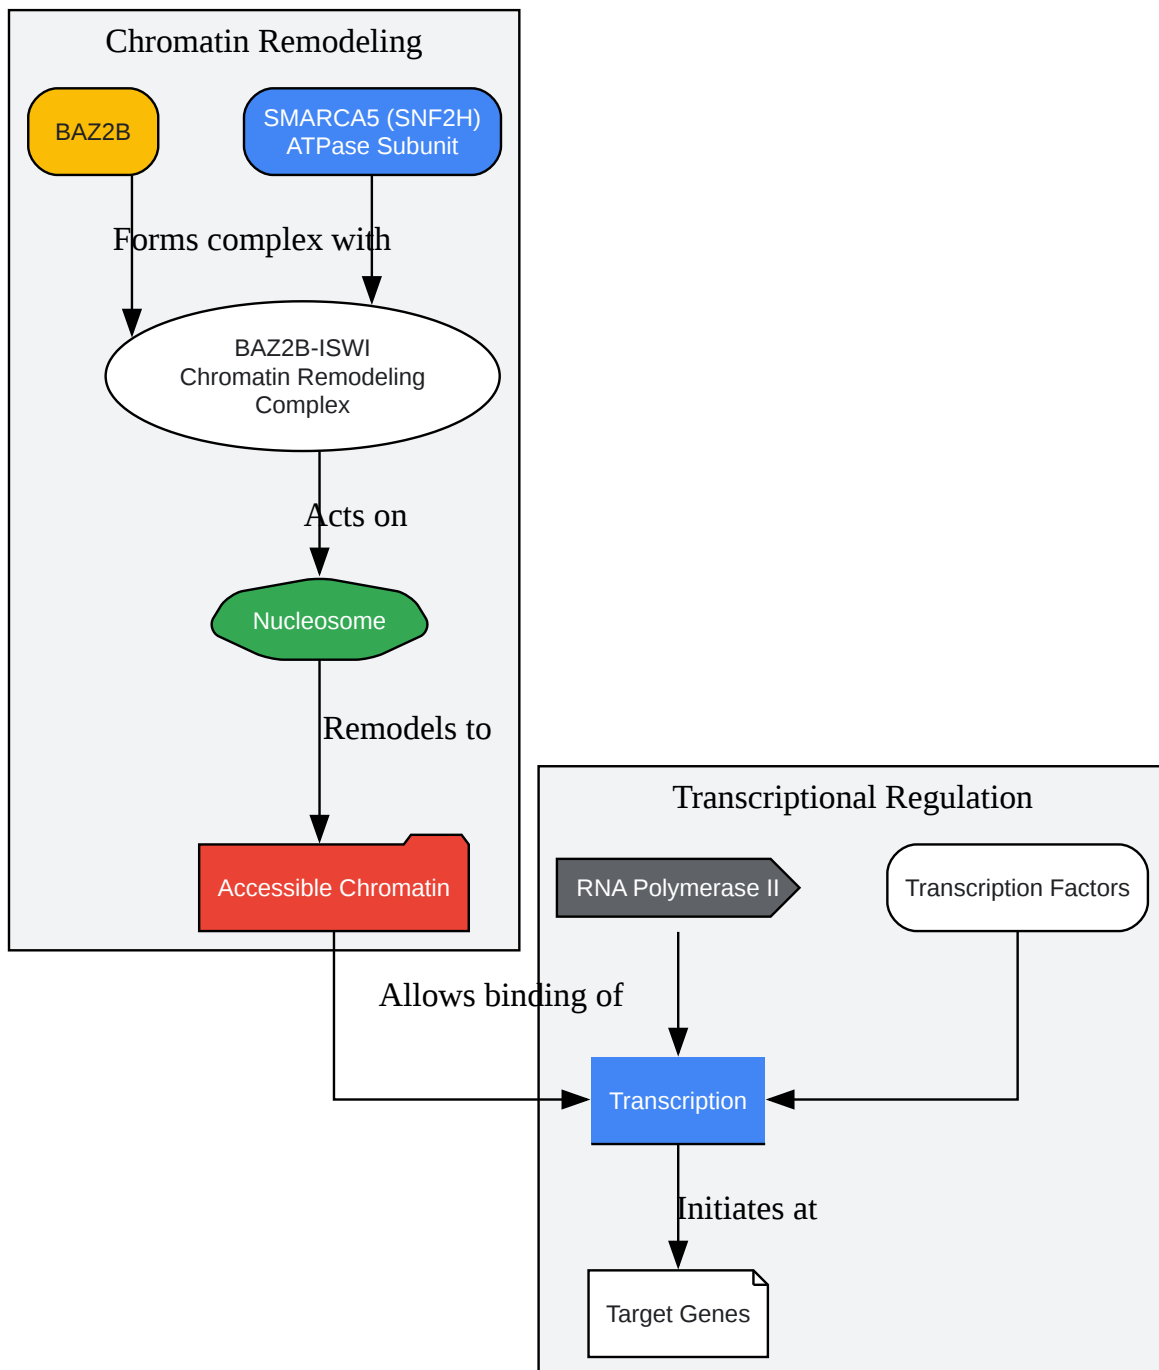 Chromatin Remodeling
BAZ2B
SMARCA5 (SNF2H)
ATPase Subunit
Forms complex with
BAZ2B-ISWI
Chromatin Remodeling
Complex
Acts on
Nucleosome
Remodels to
Accessible Chromatin
Transcriptional Regulation
RNA Polymerase II
Transcription Factors
Allows binding of
Transcription
Initiates at
Target Genes